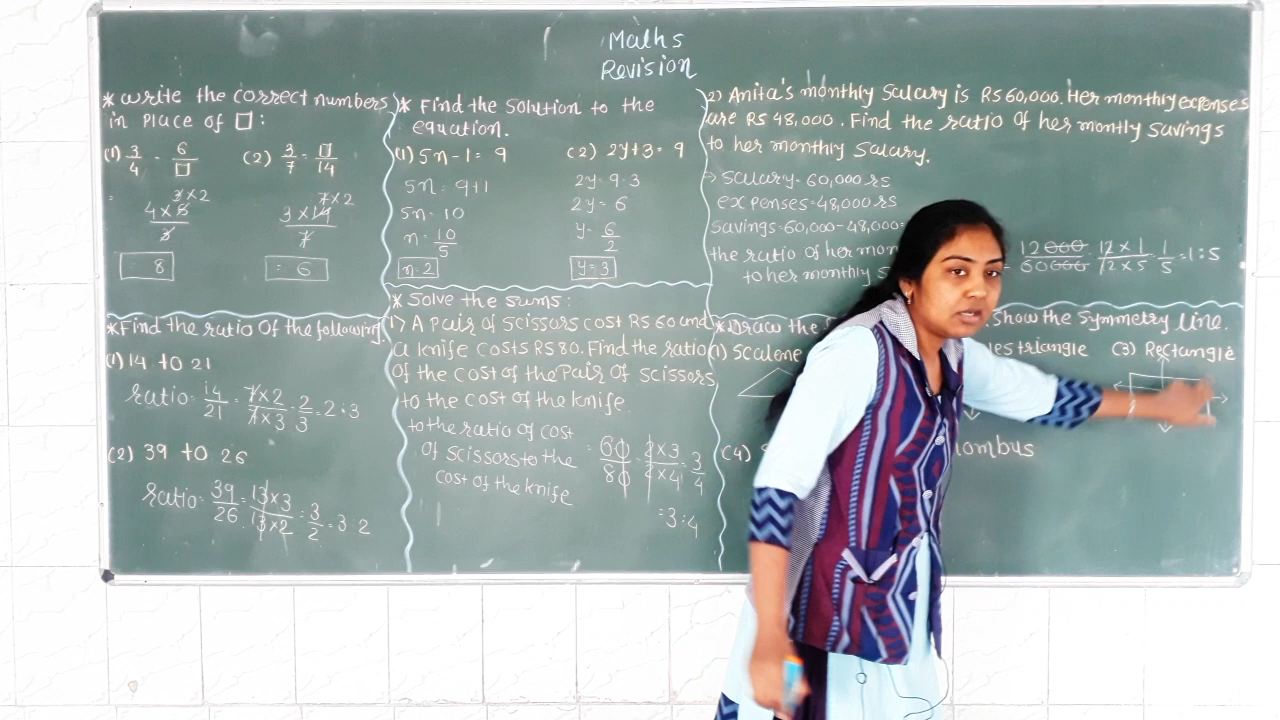 Maths
Revision
* Write the correct numbers
in place of □ :
(1) 3/4 = 6/□ (2) 3/7 = □/14
= 4 × 6 / 3 2 × 2 3 × 14 / 7 7 × 2
= 8 = 6
* Find the ratio of the following.
(1) 14 to 21
ratio = 14/21 = 7×2/7×3 = 2/3 = 2:3
(2) 39 to 26
ratio = 39/26 = 13×3/13×2 = 3/2 = 3 2
* Find the solution to the
equation.
(1) 5n - 1 = 9 (2) 2y + 3 = 9
5n = 9+1 2y = 9-3
5n = 10 2y = 6
n = 10/5 y = 6/2
n = 2 y = 3
* Solve the sums:
1) A pair of scissors cost RS 60 and
a knife costs RS 80. Find the ratio
of the cost of the pair of scissors
to the cost of the knife.
to the ratio of cost
of scissors to the
cost of the knife
= 60/80 = 2×3/2×4 = 3/4
= 3:4
2) Anita's monthly salary is RS 60,000. Her monthly expenses
are RS 48,000. Find the ratio of her montly savings
to her monthly salary.
→ salary = 60,000 rs
expenses = 48,000 rs
savings = 60,000 - 48,000 =
the ratio of her mon
to her monthly s = 12000/60000 = 12×1/12×5 = 1/5 = 1:5
* Draw the show the symmetry line.
(1) Scalene les triangle (3) Rectangle
(4) ombus